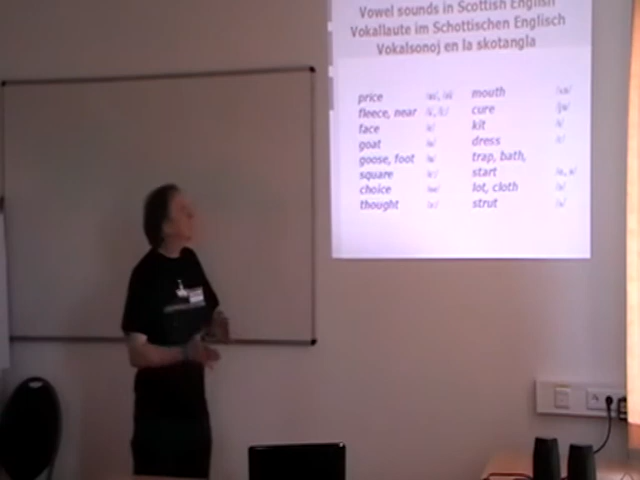 Vowel sounds in Scottish English
Vokallaute im Schottischen Englisch
Vokalsonoj en la skotangla
price mouth
fleece, near cure
face kit
goat dress
goose, foot trap, bath,
square start
choice lot, cloth
thought strut